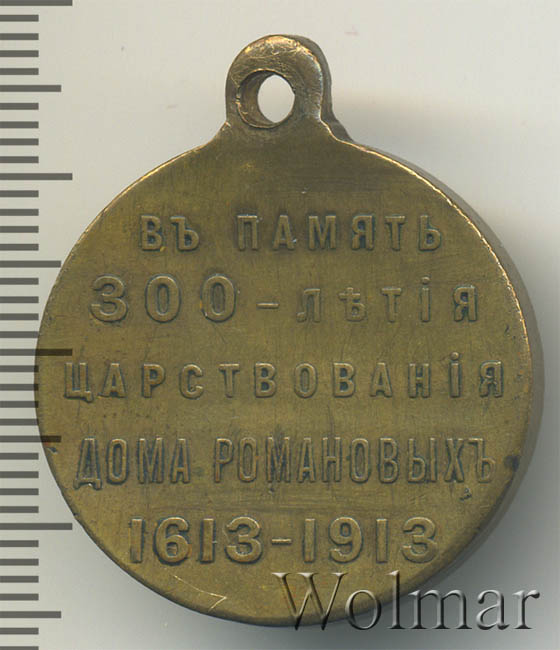 ВЪ ПАМЯТЬ
300-ЛѢТІЯ
ЦАРСТВОВАНІЯ
ДОМА РОМАНОВЫХЪ
1613-1913
Wolmar